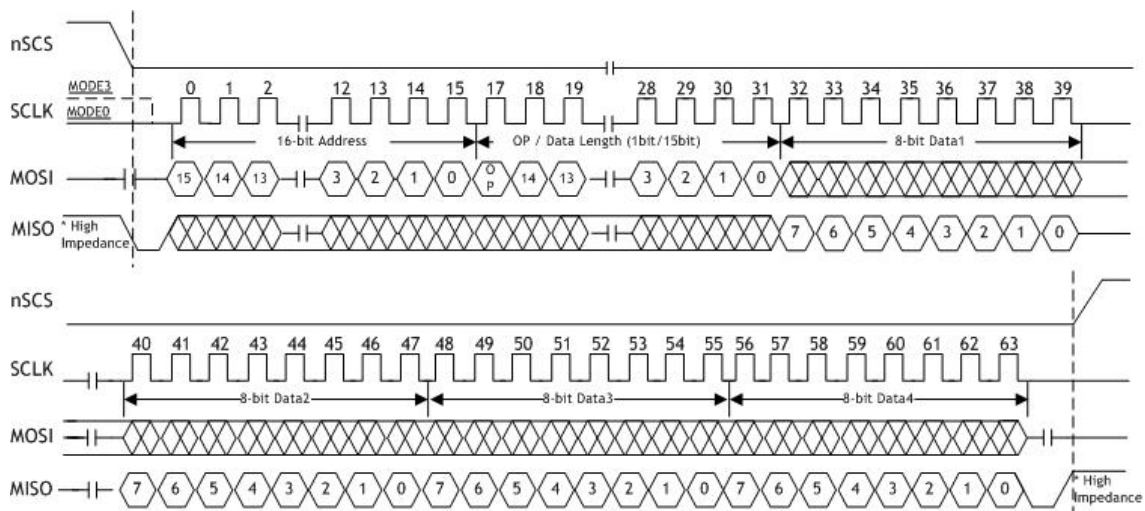 nSCS
MODE3
0 1 2 12 13 14 15 17 18 19 28 29 30 31 32 33 34 35 36 37 38 39
SCLK
MODE0
16-bit Address OP / Data Length (1bit/15bit) 8-bit Data1
MOSI 15 14 13 3 2 1 0 O P 14 13 3 2 1 0
MISO * High Impedance 7 6 5 4 3 2 1 0
nSCS
40 41 42 43 44 45 46 47 48 49 50 51 52 53 54 55 56 57 58 59 60 61 62 63
SCLK
8-bit Data2 8-bit Data3 8-bit Data4
MOSI
MISO 7 6 5 4 3 2 1 0 7 6 5 4 3 2 1 0 7 6 5 4 3 2 1 0 * High Impedance